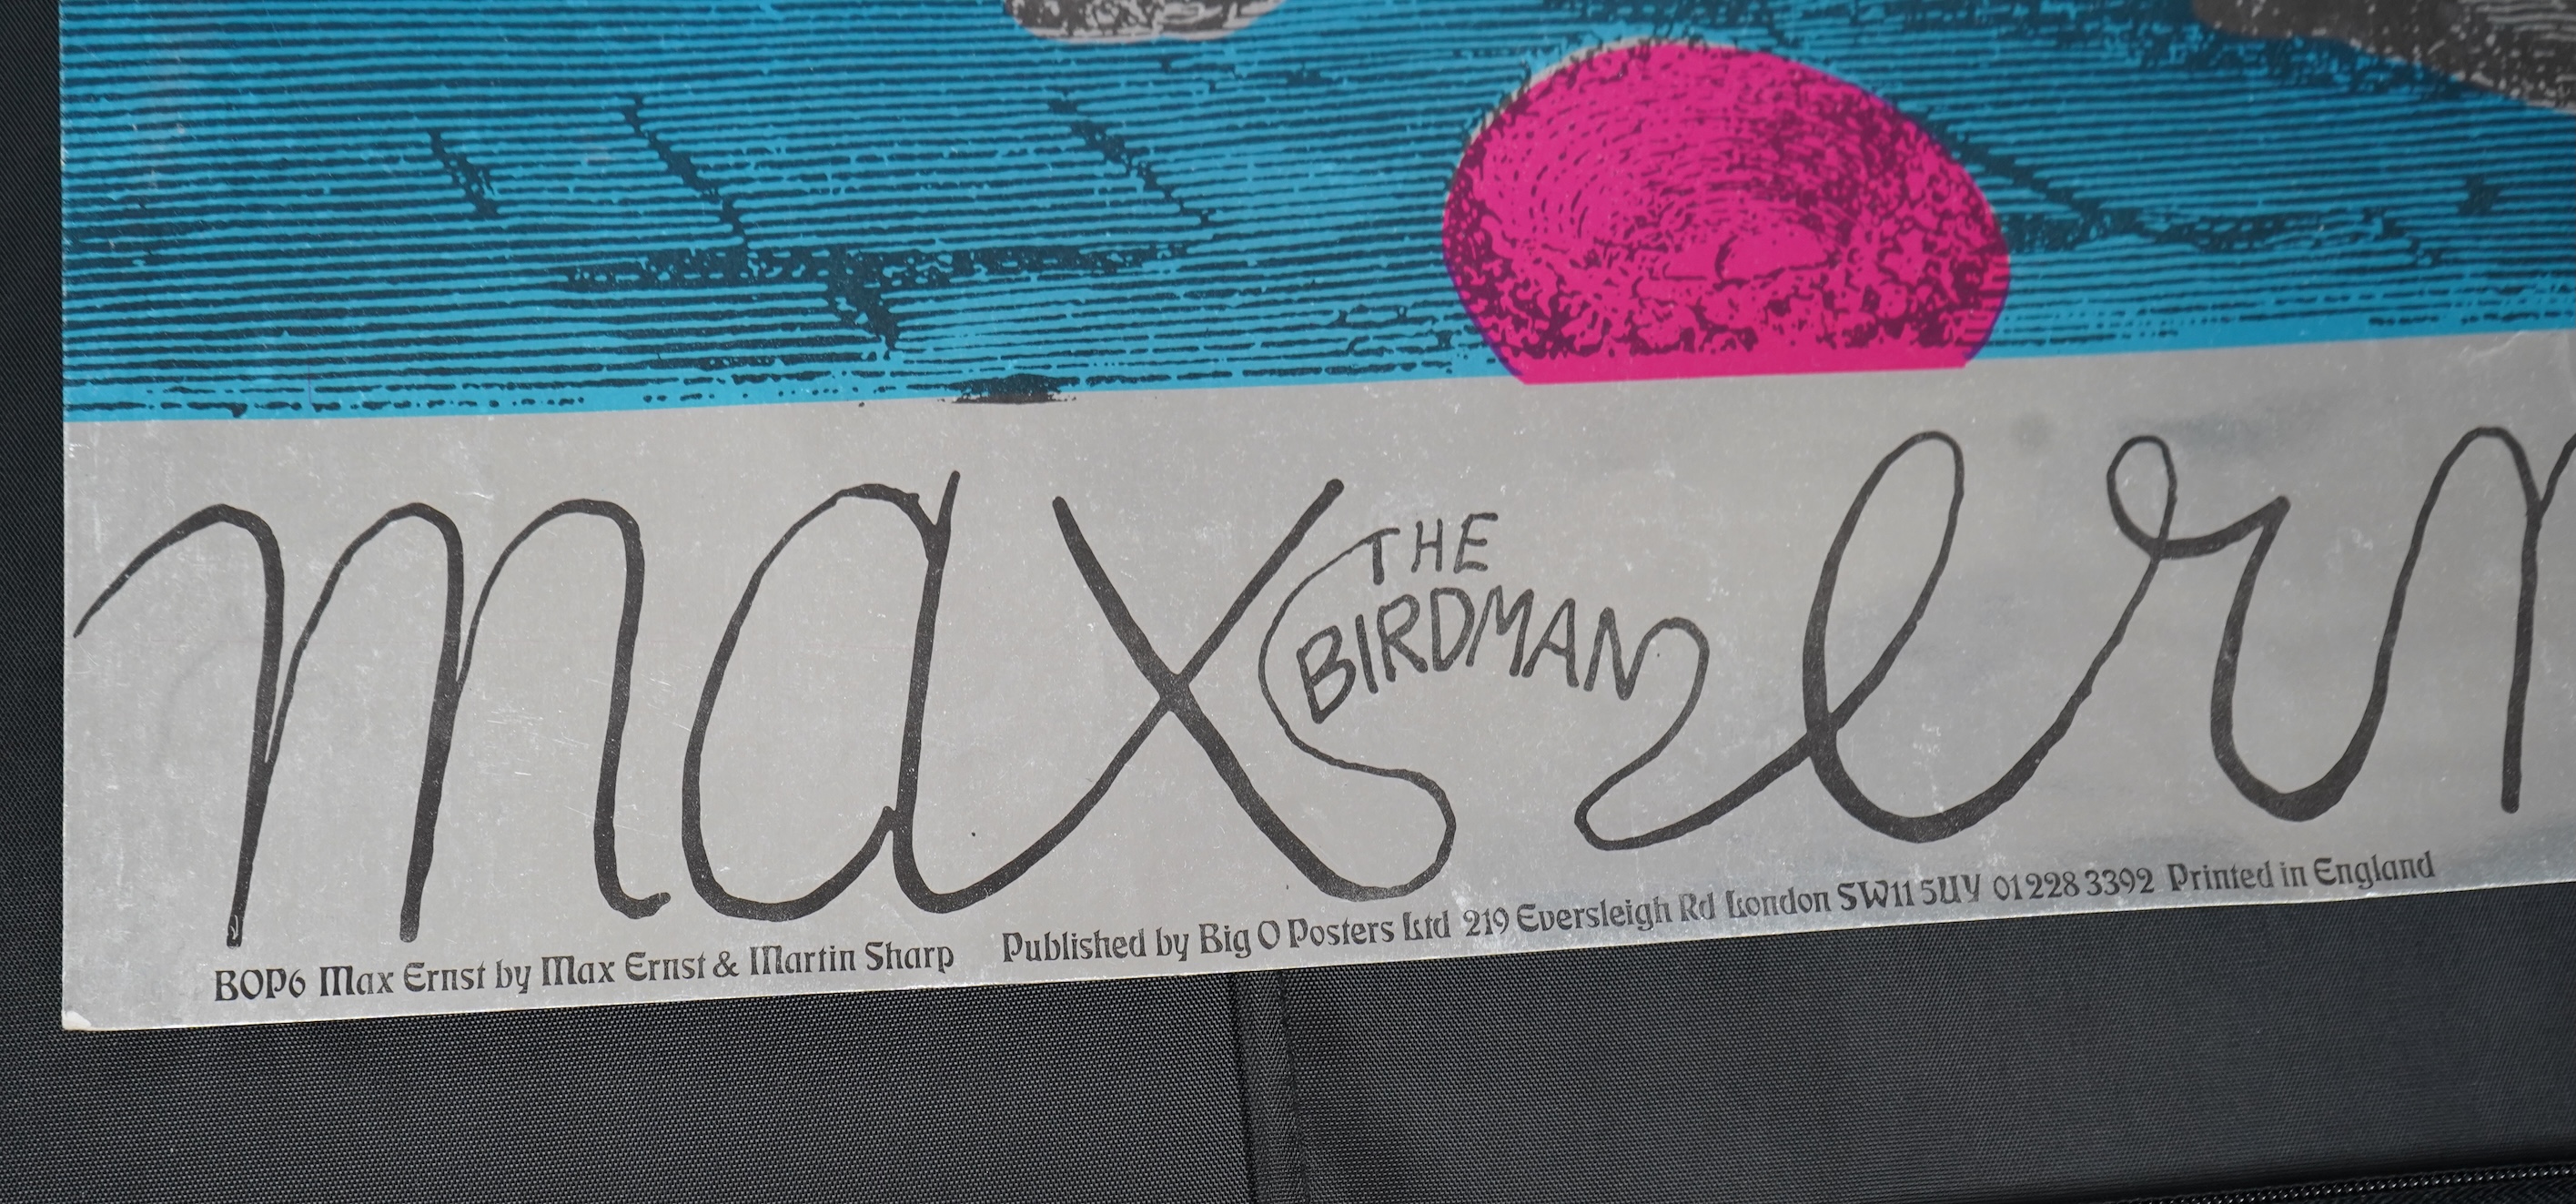 max THE BIRDMAN ern
BOP6 Max Ernst by Max Ernst & Martin Sharp Published by Big O Posters Ltd 219 Eversleigh Rd London SW11 5UY 01 228 3392 Printed in England